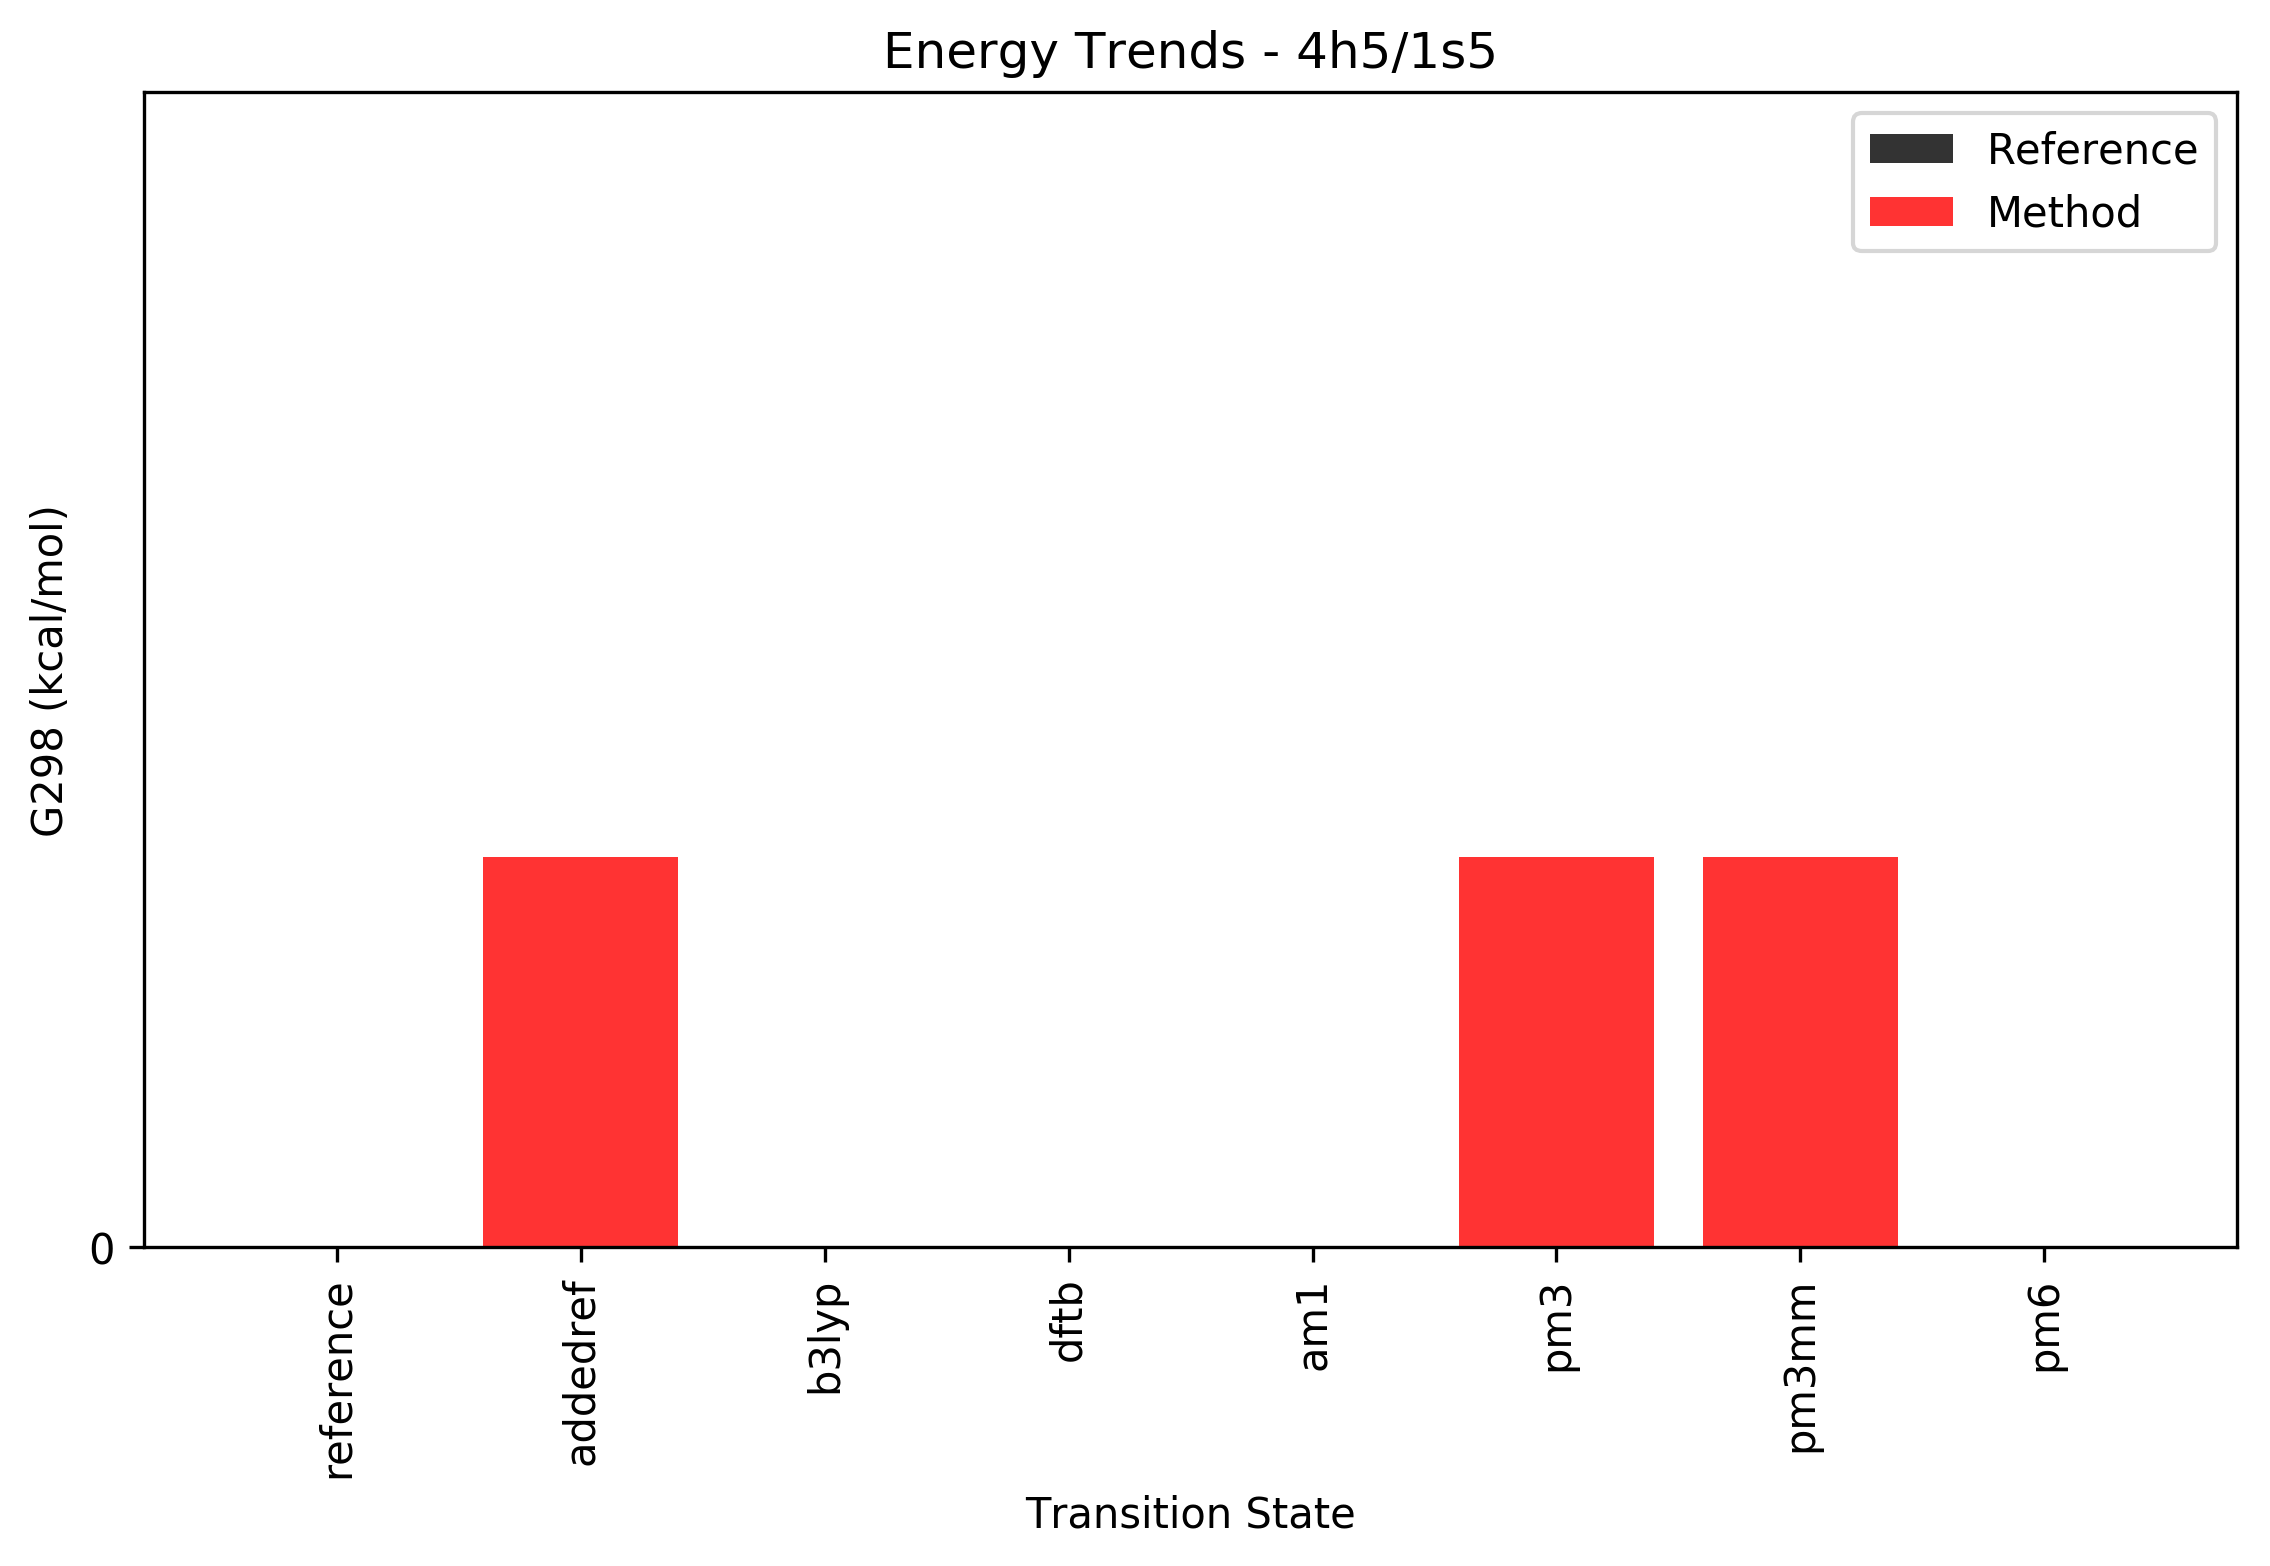 Energy Trends - 4h5/1s5
Reference
Method
G298 (kcal/mol)
0
reference
addedref
b3lyp
dftb
am1
pm3
pm3mm
pm6
Transition State